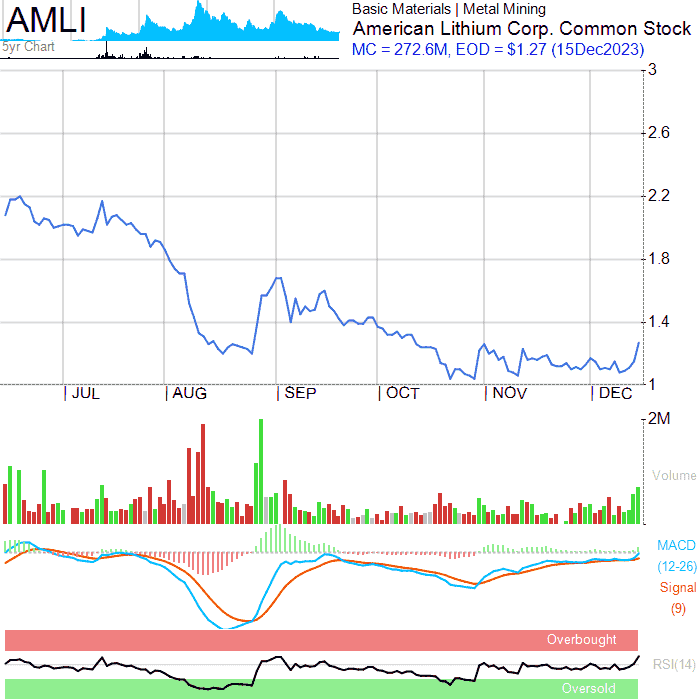 AMLI
5yr Chart
Basic Materials | Metal Mining
American Lithium Corp. Common Stock
MC = 272.6M, EOD = $1.27 (15Dec2023)
3
2.6
2.2
1.8
1.4
1
JUL AUG SEP OCT NOV DEC
2M
Volume
MACD
(12-26)
Signal
(9)
Overbought
RSI(14)
Oversold